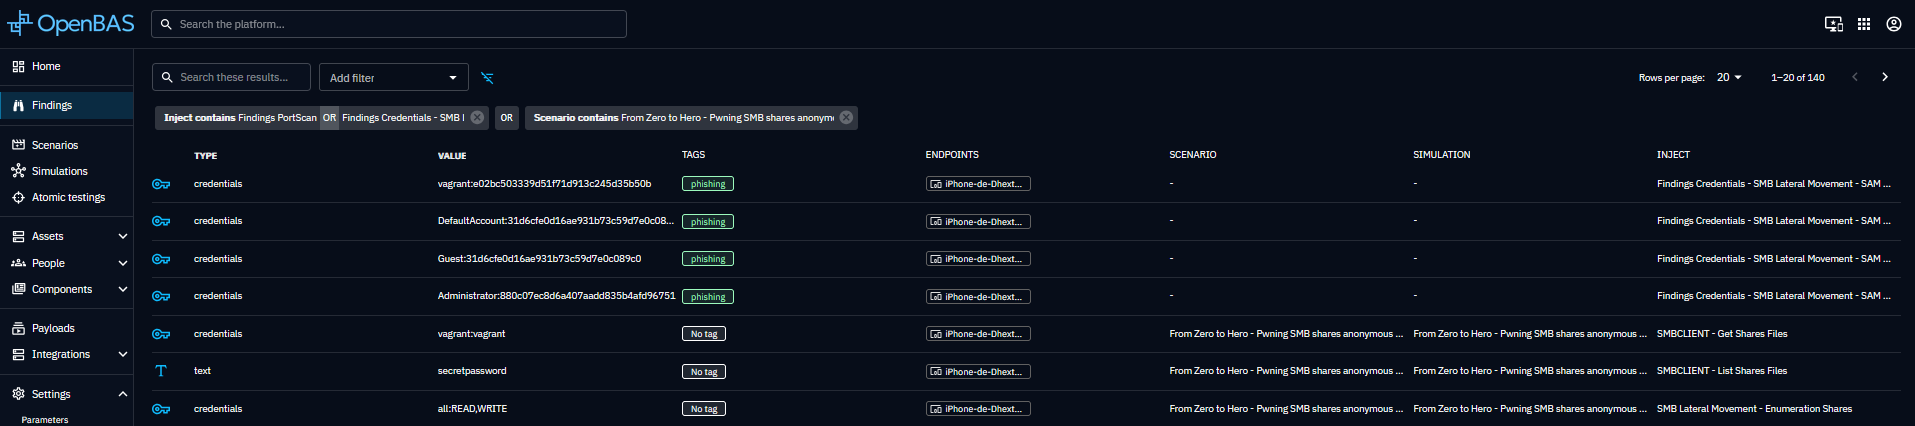 OpenBAS
Search the platform...
Home
Findings
Scenarios
Simulations
Atomic testings
Assets
People
Components
Payloads
Integrations
Settings
Parameters
Search these results...
Add filter
Rows per page: 20
1–20 of 140
Inject contains Findings PortScan OR Findings Credentials - SMB
OR
Scenario contains From Zero to Hero - Pwning SMB shares anonym
TYPE VALUE TAGS ENDPOINTS SCENARIO SIMULATION INJECT
credentials vagrant:e02bc503339d51f71d913c245d35b50b phishing iPhone-de-Dhext... - - Findings Credentials - SMB Lateral Movement - SAM ...
credentials DefaultAccount:31d6cfe0d16ae931b73c59d7e0c08... phishing iPhone-de-Dhext... - - Findings Credentials - SMB Lateral Movement - SAM ...
credentials Guest:31d6cfe0d16ae931b73c59d7e0c089c0 phishing iPhone-de-Dhext... - - Findings Credentials - SMB Lateral Movement - SAM ...
credentials Administrator:880c07ec8d6a407aadd835b4afd96751 phishing iPhone-de-Dhext... - - Findings Credentials - SMB Lateral Movement - SAM ...
credentials vagrant:vagrant No tag iPhone-de-Dhext... From Zero to Hero - Pwning SMB shares anonymous ... From Zero to Hero - Pwning SMB shares anonymous ... SMBCLIENT - Get Shares Files
text secretpassword No tag iPhone-de-Dhext... From Zero to Hero - Pwning SMB shares anonymous ... From Zero to Hero - Pwning SMB shares anonymous ... SMBCLIENT - List Shares Files
credentials all:READ,WRITE No tag iPhone-de-Dhext... From Zero to Hero - Pwning SMB shares anonymous ... From Zero to Hero - Pwning SMB shares anonymous ... SMB Lateral Movement - Enumeration Shares